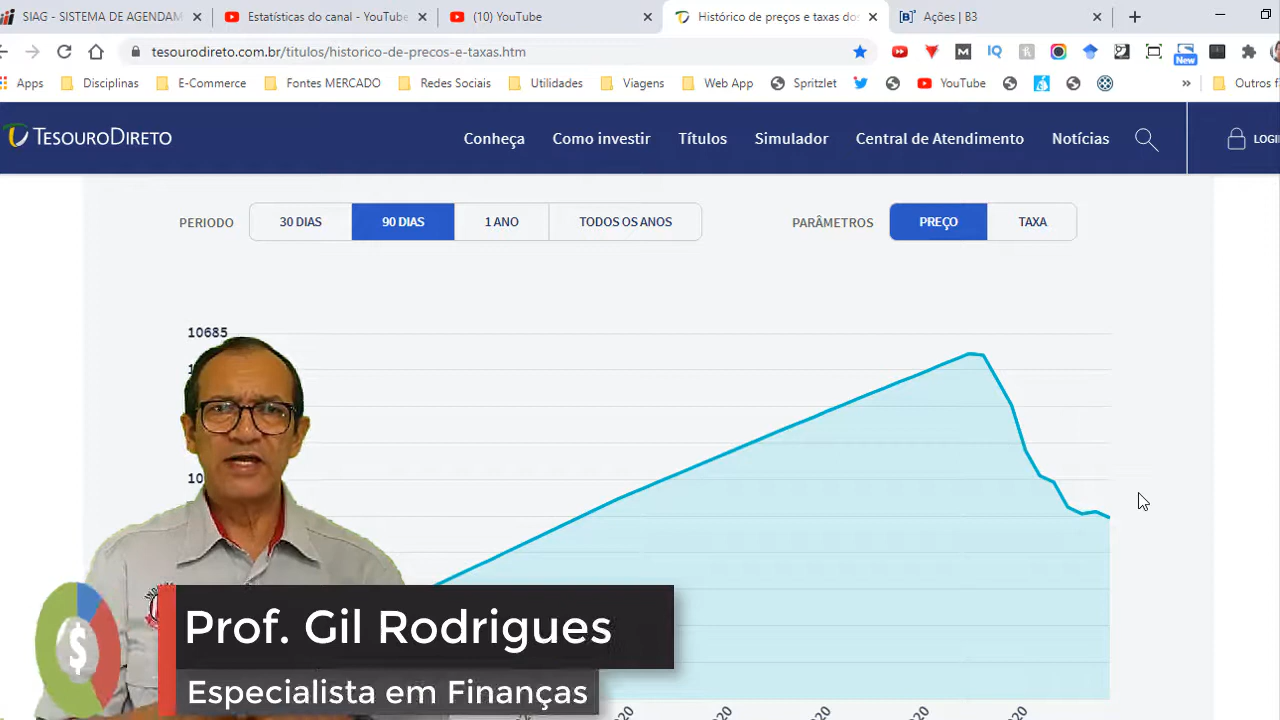 SIAG - SISTEMA DE AGENDAM
Estatísticas do canal - YouTube
(10) YouTube
Histórico de preços e taxas dos
Ações | B3
tesourodireto.com.br/titulos/historico-de-precos-e-taxas.htm
New
Apps
Disciplinas
E-Commerce
Fontes MERCADO
Redes Sociais
Utilidades
Viagens
Web App
Spritzlet
YouTube
Outros f
TESOURODIRETO
Conheça
Como investir
Títulos
Simulador
Central de Atendimento
Notícias
LOGI
PERIODO
30 DIAS
90 DIAS
1 ANO
TODOS OS ANOS
PARÂMETROS
PREÇO
TAXA
10685
Prof. Gil Rodrigues
Especialista em Finanças